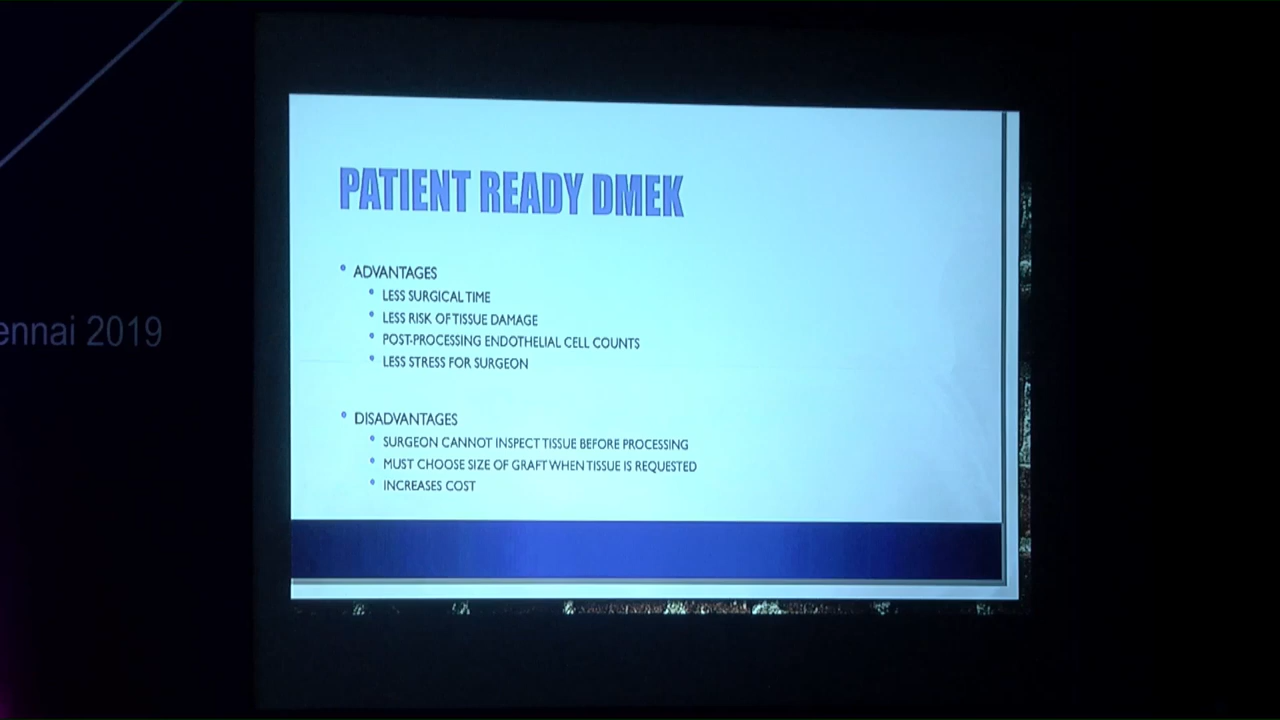 PATIENT READY DMEK
ADVANTAGES
LESS SURGICAL TIME
LESS RISK OF TISSUE DAMAGE
POST-PROCESSING ENDOTHELIAL CELL COUNTS
LESS STRESS FOR SURGEON
DISADVANTAGES
SURGEON CANNOT INSPECT TISSUE BEFORE PROCESSING
MUST CHOOSE SIZE OF GRAFT WHEN TISSUE IS REQUESTED
INCREASES COST
ennai 2019